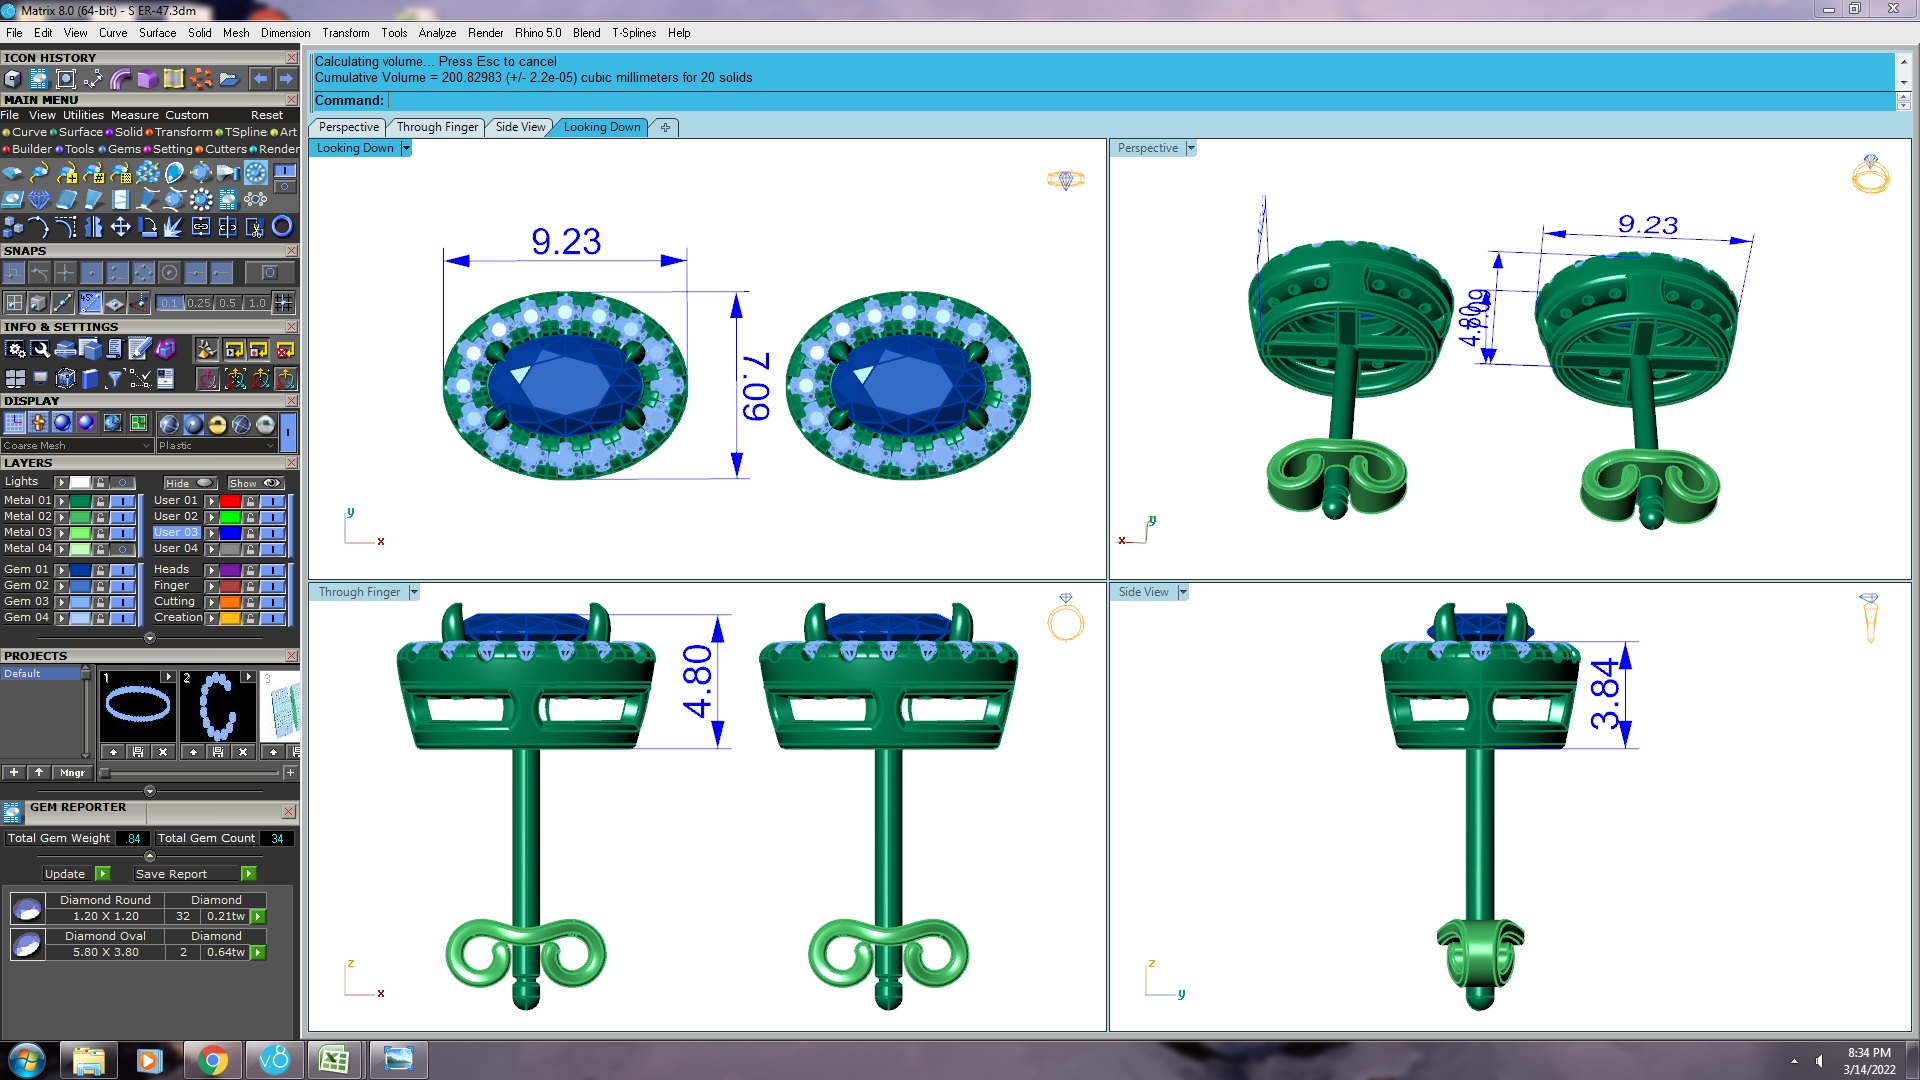 Matrix 8.0 (64-bit) - S ER-47.3dm
File Edit View Curve Surface Solid Mesh Dimension Transform Tools Analyze Render Rhino 5.0 Blend T-Splines Help
ICON HISTORY
MAIN MENU
File View Utilities Measure Custom Reset
Curve Surface Solid Transform TSpline Art
Builder Tools Gems Setting Cutters Render
SNAPS
45°
0.1 0.25 0.5 1.0
INFO & SETTINGS
DISPLAY
Coarse Mesh Plastic
LAYERS
Lights Hide Show
Metal 01 User 01
Metal 02 User 02
Metal 03 User 03
Metal 04 User 04
Gem 01 Heads
Gem 02 Finger
Gem 03 Cutting
Gem 04 Creation
PROJECTS
Default
1 2 3
Mngr
GEM REPORTER
Total Gem Weight .84 Total Gem Count 34
Update Save Report
Diamond Round Diamond
1.20 X 1.20 32 0.21tw
Diamond Oval Diamond
5.80 X 3.80 2 0.64tw
Calculating volume... Press Esc to cancel
Cumulative Volume = 200.82983 (+/- 2.2e-05) cubic millimeters for 20 solids
Command:
Perspective Through Finger Side View Looking Down
Looking Down
9.23
7.09
y
x
Perspective
9.23
7.09
4.80
y
x
Through Finger
4.80
z
x
Side View
3.84
z
y
v8
8:34 PM
3/14/2022